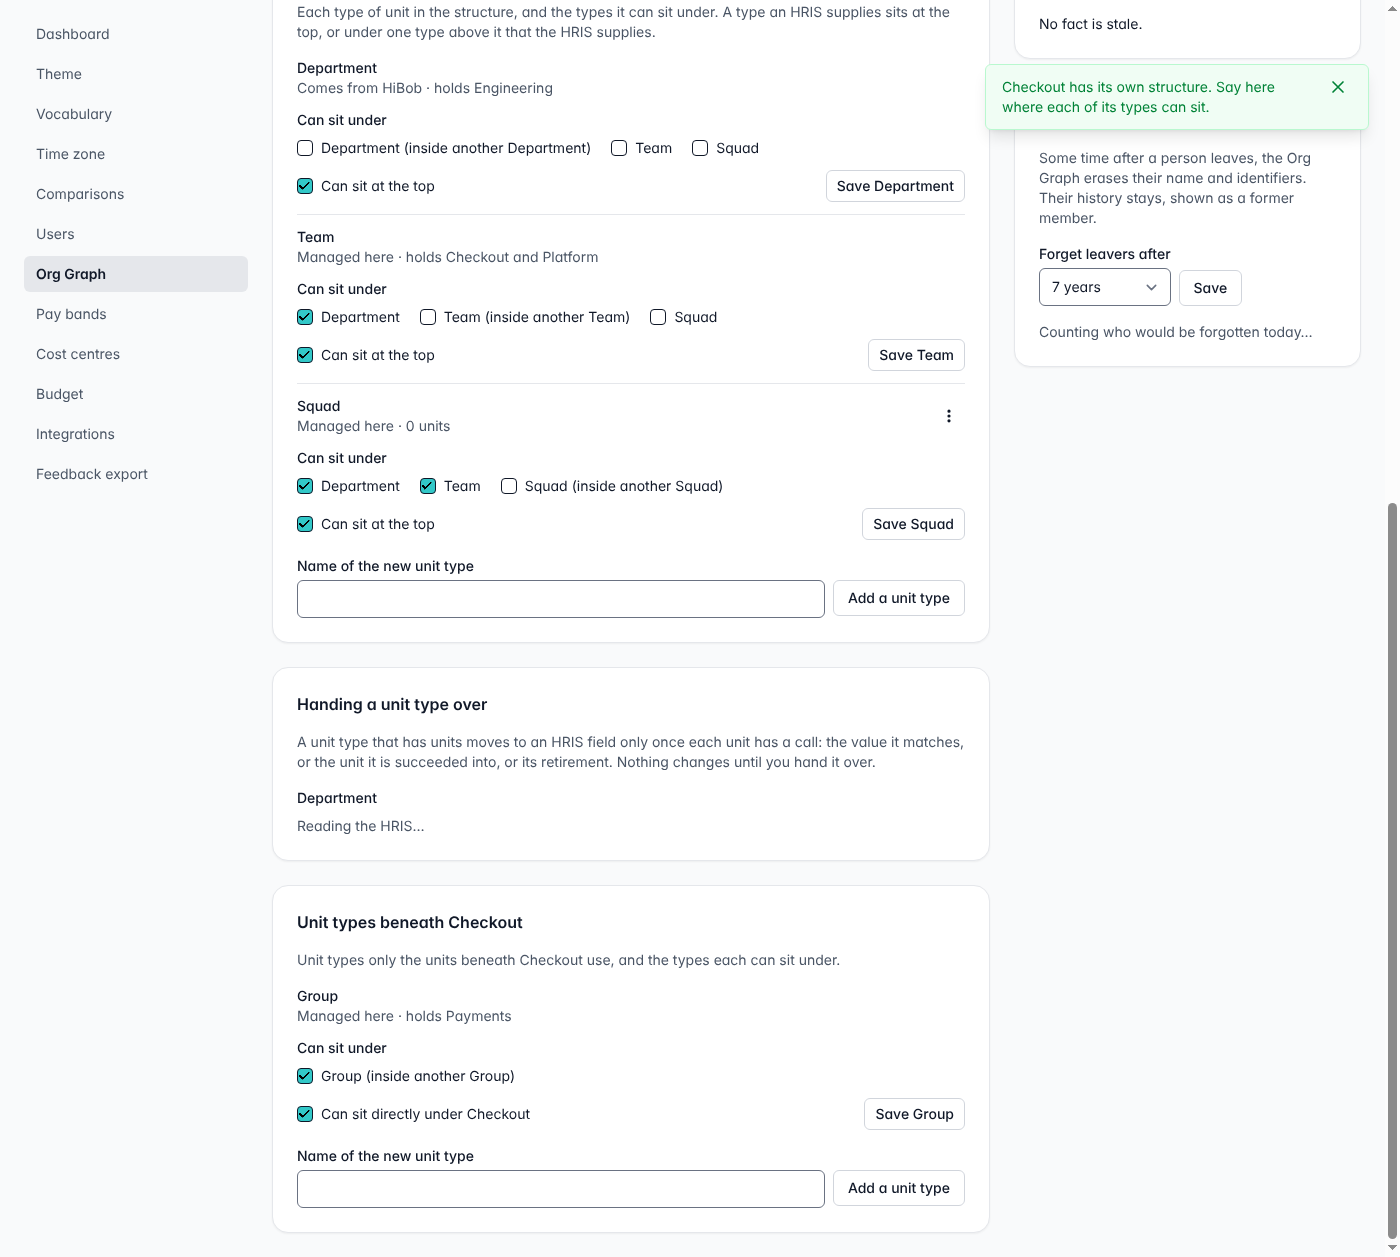 Dashboard
Theme
Vocabulary
Time zone
Comparisons
Users
Org Graph
Pay bands
Cost centres
Budget
Integrations
Feedback export
Each type of unit in the structure, and the types it can sit under. A type an HRIS supplies sits at the
top, or under one type above it that the HRIS supplies.
Department
Comes from HiBob · holds Engineering
Can sit under
Department (inside another Department) Team Squad
Can sit at the top Save Department
Team
Managed here · holds Checkout and Platform
Can sit under
Department Team (inside another Team) Squad
Can sit at the top Save Team
Squad
Managed here · 0 units
Can sit under
Department Team Squad (inside another Squad)
Can sit at the top Save Squad
Name of the new unit type
Add a unit type
Handing a unit type over
A unit type that has units moves to an HRIS field only once each unit has a call: the value it matches,
or the unit it is succeeded into, or its retirement. Nothing changes until you hand it over.
Department
Reading the HRIS...
Unit types beneath Checkout
Unit types only the units beneath Checkout use, and the types each can sit under.
Group
Managed here · holds Payments
Can sit under
Group (inside another Group)
Can sit directly under Checkout Save Group
Name of the new unit type
Add a unit type
No fact is stale.
Checkout has its own structure. Say here
where each of its types can sit.
Some time after a person leaves, the Org
Graph erases their name and identifiers.
Their history stays, shown as a former
member.
Forget leavers after
7 years Save
Counting who would be forgotten today...